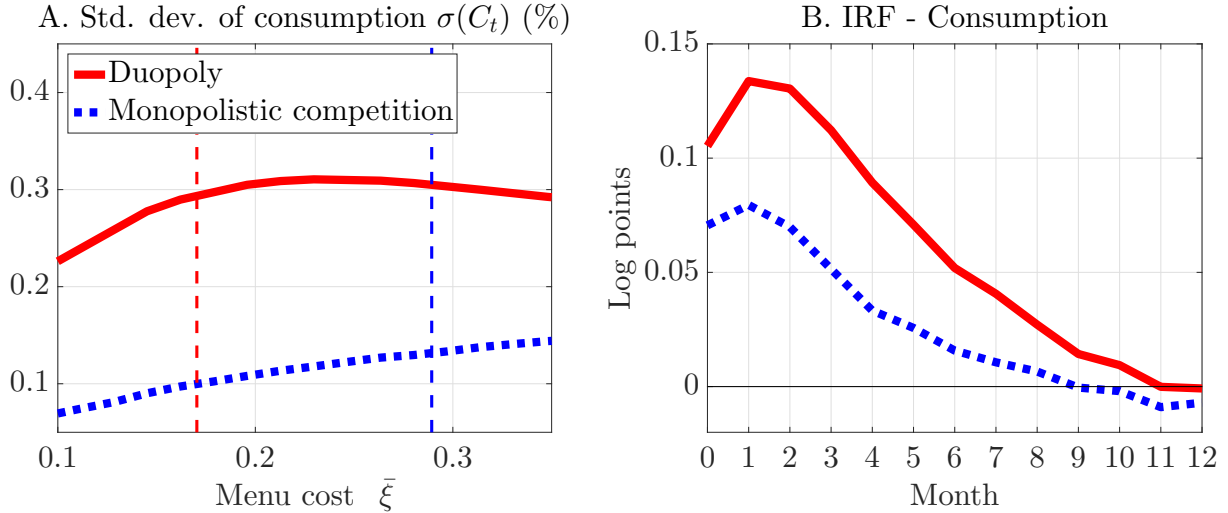 A. Std. dev. of consumption σ(C_t) (%)
0.4
0.3
0.2
0.1
Duopoly
Monopolistic competition
0.1 0.2 0.3
Menu cost ξ̄
B. IRF - Consumption
0.15
0.1
0.05
0
Log points
0 1 2 3 4 5 6 7 8 9 10 11 12
Month